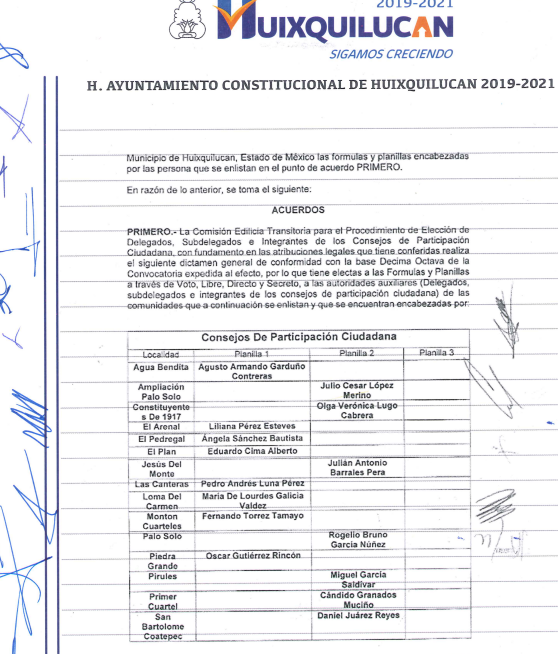 2019-2021
HUIXQUILUCAN
SIGAMOS CRECIENDO
H. AYUNTAMIENTO CONSTITUCIONAL DE HUIXQUILUCAN 2019-2021
Municipio de Huixquilucan, Estado de México las formulas y planillas encabezadas
por las persona que se enlistan en el punto de acuerdo PRIMERO.
En razón de lo anterior, se toma el siguiente:
ACUERDOS
PRIMERO.- La Comisión Edilicia Transitoria para el Procedimiento de Elección de
Delegados, Subdelegados e Integrantes de los Consejos de Participación
Ciudadana, con fundamento en las atribuciones legales que tiene conferidas realiza
el siguiente dictamen general de conformidad con la base Decima Octava de la
Convocatoria expedida al efecto, por lo que tiene electas a las Formulas y Planillas
a través de Voto, Libre, Directo y Secreto, a las autoridades auxiliares (Delegados,
subdelegados e integrantes de los consejos de participación ciudadana) de las
comunidades que a continuación se enlistan y que se encuentran encabezadas por:
Consejos De Participación Ciudadana
Localidad Planilla 1 Planilla 2 Planilla 3
Agua Bendita Agusto Armando Garduño
Contreras
Ampliación Julio Cesar López
Palo Solo Merino
Constituyente Olga Verónica Lugo
s De 1917 Cabrera
El Arenal Liliana Pérez Esteves
El Pedregal Ángela Sánchez Bautista
El Plan Eduardo Cima Alberto
Jesús Del Julián Antonio
Monte Barrales Pera
Las Canteras Pedro Andrés Luna Pérez
Loma Del Maria De Lourdes Galicia
Carmen Valdez
Monton Fernando Torrez Tamayo
Cuarteles
Palo Solo Rogelio Bruno
García Núñez
Piedra Oscar Gutiérrez Rincón
Grande
Pirules Miguel García
Saldivar
Primer Cándido Granados
Cuartel Muciño
San Daniel Juárez Reyes
Bartolome
Coatepec